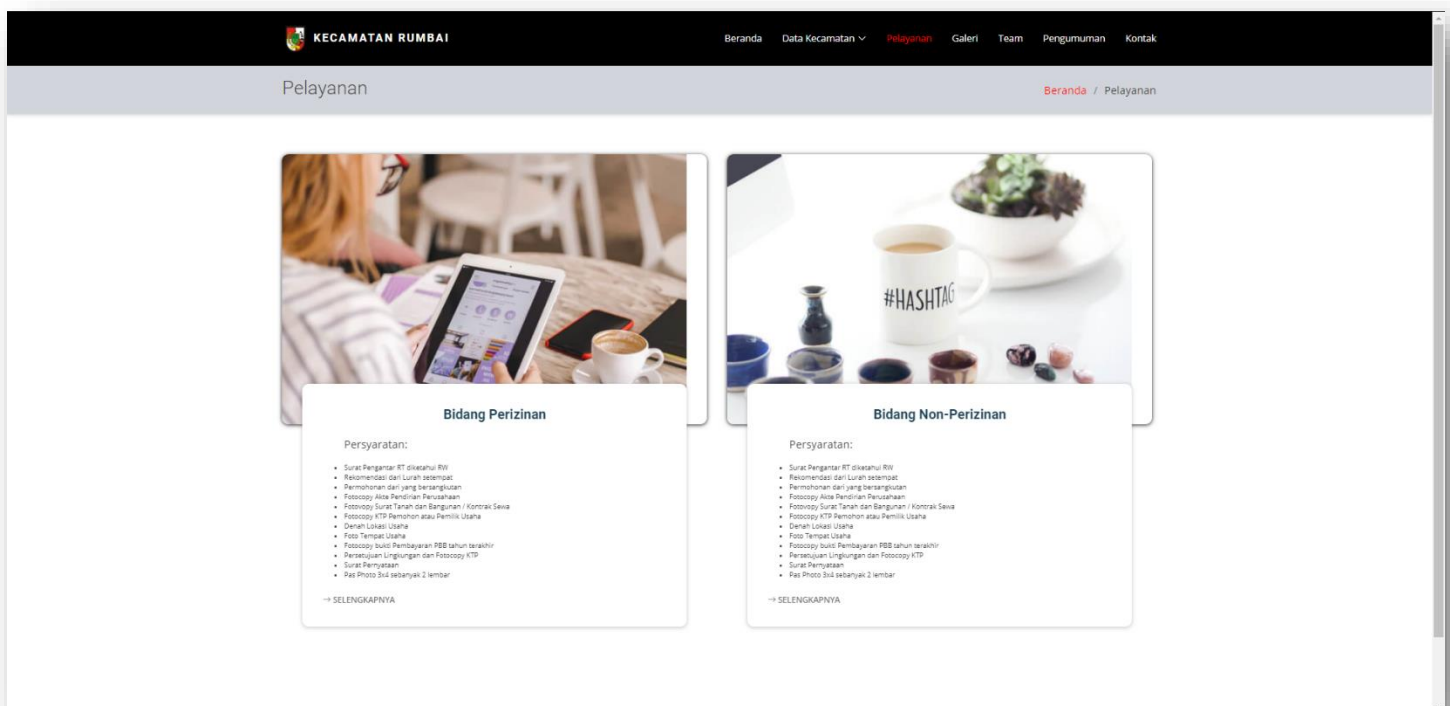 KECAMATAN RUMBAI
Beranda Data Kecamatan Pelayanan Galeri Team Pengumuman Kontak
Pelayanan
Beranda / Pelayanan
#HASHTAG
Bidang Perizinan
Persyaratan:
Surat Pengantar RT diketahui RW
Rekomendasi dari Lurah setempat
Permohonan dari yang bersangkutan
Fotocopy Akte Pendirian Perusahaan
Fotovopy Surat Tanah dan Bangunan / Kontrak Sewa
Fotocopy KTP Pemohon atau Pemilik Usaha
Denah Lokasi Usaha
Foto Tempat Usaha
Fotocopy bukti Pembayaran PBB tahun terakhir
Persetujuan Lingkungan dan Fotocopy KTP
Surat Pernyataan
Pas Photo 3x4 sebanyak 2 lembar
→ SELENGKAPNYA
Bidang Non-Perizinan
Persyaratan:
Surat Pengantar RT diketahui RW
Rekomendasi dari Lurah setempat
Permohonan dari yang bersangkutan
Fotocopy Akte Pendirian Perusahaan
Fotovopy Surat Tanah dan Bangunan / Kontrak Sewa
Fotocopy KTP Pemohon atau Pemilik Usaha
Denah Lokasi Usaha
Foto Tempat Usaha
Fotocopy bukti Pembayaran PBB tahun terakhir
Persetujuan Lingkungan dan Fotocopy KTP
Surat Pernyataan
Pas Photo 3x4 sebanyak 2 lembar
→ SELENGKAPNYA